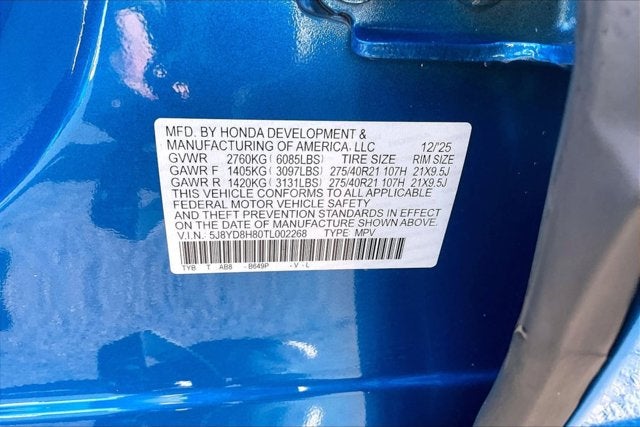 MFD. BY HONDA DEVELOPMENT &
MANUFACTURING OF AMERICA, LLC 12/'25
GVWR 2760KG ( 6085LBS) TIRE SIZE RIM SIZE
GAWR F 1405KG ( 3097LBS) 275/40R21 107H 21X9.5J
GAWR R 1420KG ( 3131LBS) 275/40R21 107H 21X9.5J
THIS VEHICLE CONFORMS TO ALL APPLICABLE
FEDERAL MOTOR VEHICLE SAFETY
AND THEFT PREVENTION STANDARDS IN EFFECT
ON THE DATE OF MANUFACTURE SHOWN ABOVE.
V.I.N.: 5J8YD8H80TL002268 TYPE: MPV
TYB T AB8 - B649P - V - L